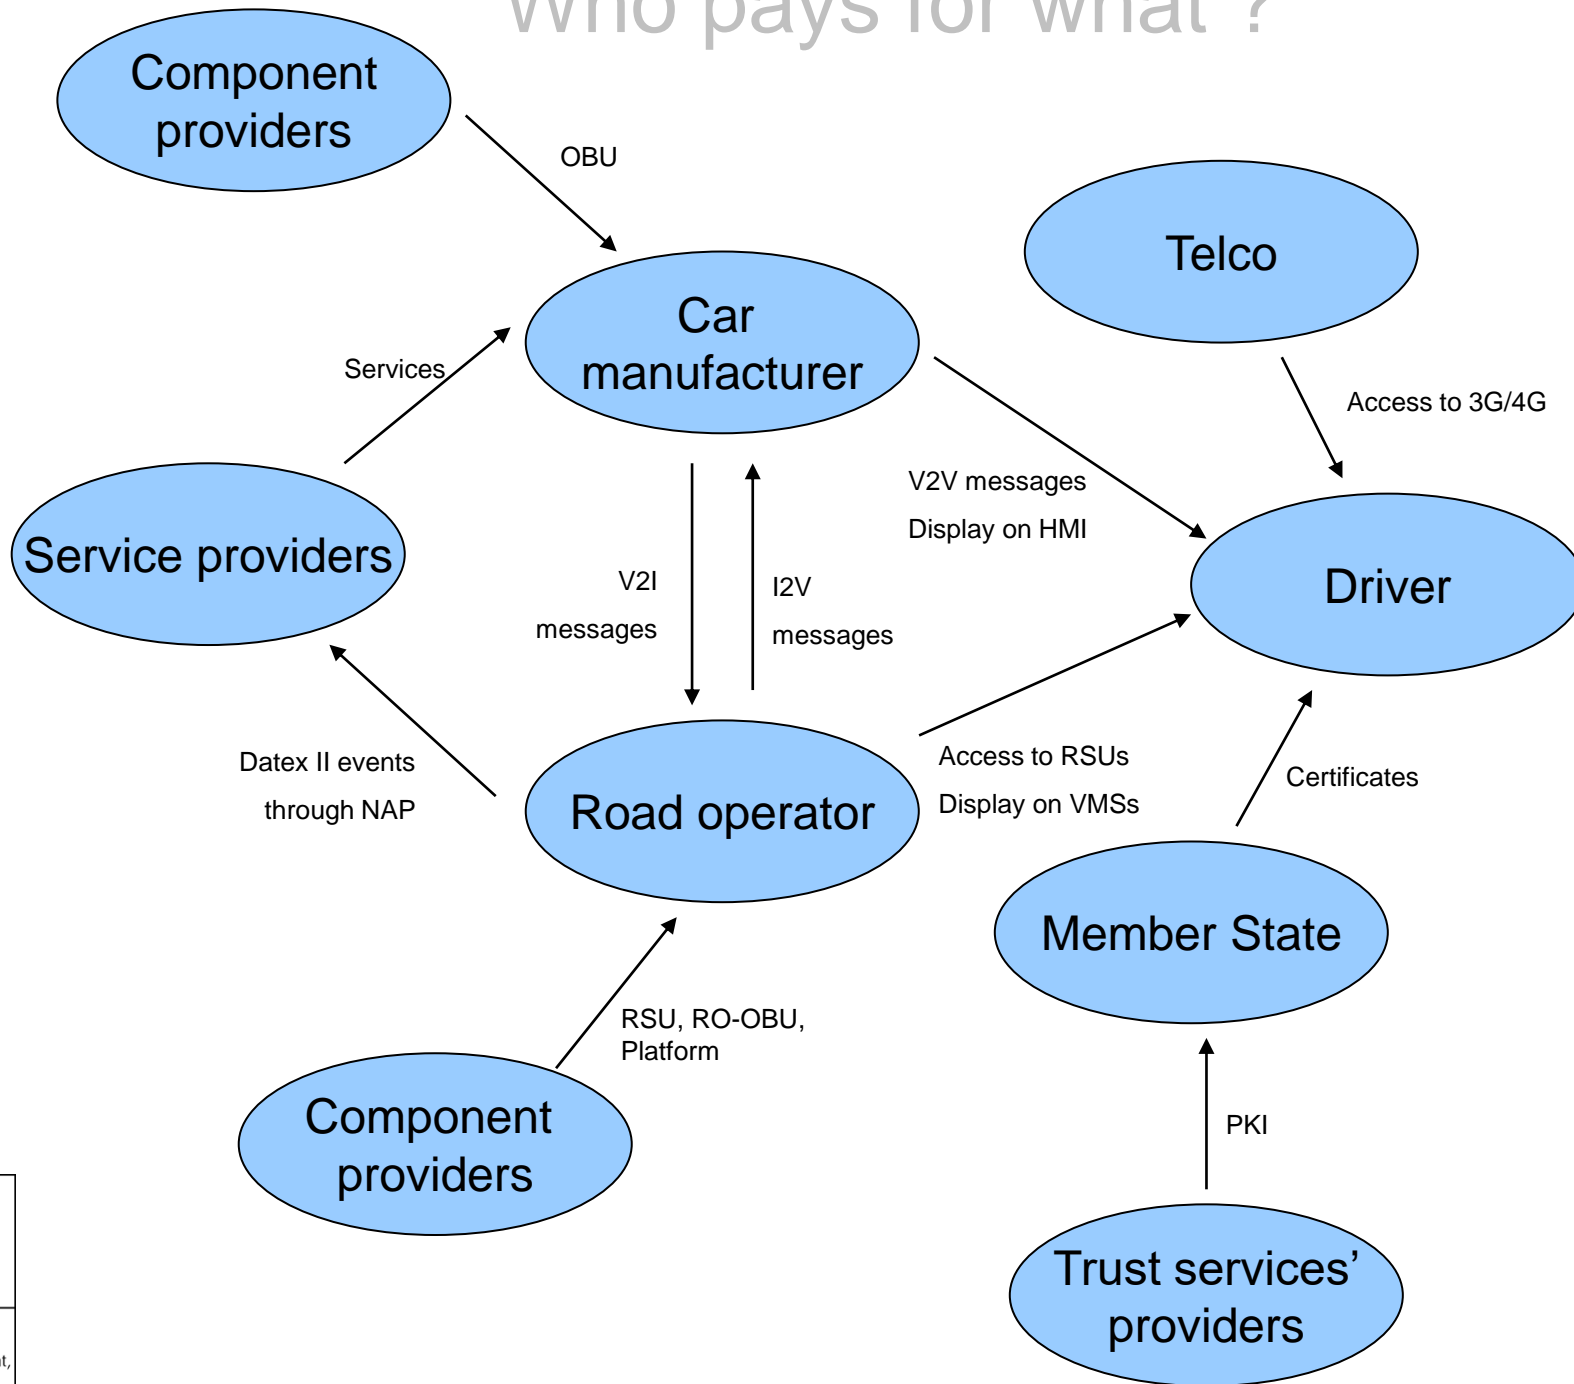 Who pays for what ?
Component
providers
OBU
Telco
Car
manufacturer
Access to 3G/4G
Services
V2V messages
Display on HMI
Service providers
Driver
V2I
messages
I2V
messages
Datex II events
through NAP
Access to RSUs
Display on VMSs
Certificates
Road operator
Member State
RSU, RO-OBU,
Platform
Component
providers
PKI
Trust services’
providers